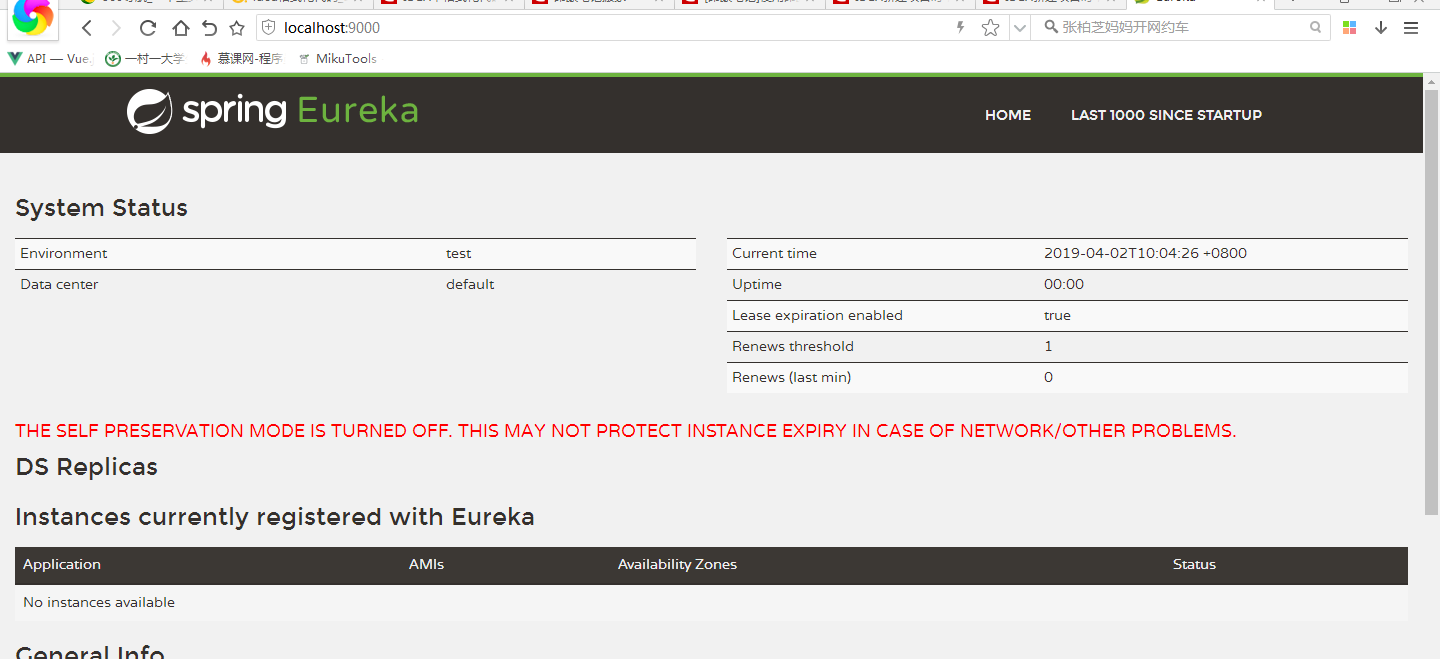 localhost:9000
张柏芝妈妈开网约车
API — Vue.
一村一大学
慕课网-程序
MikuTools
spring Eureka
HOME
LAST 1000 SINCE STARTUP
System Status
Environment test
Data center default
Current time 2019-04-02T10:04:26 +0800
Uptime 00:00
Lease expiration enabled true
Renews threshold 1
Renews (last min) 0
THE SELF PRESERVATION MODE IS TURNED OFF. THIS MAY NOT PROTECT INSTANCE EXPIRY IN CASE OF NETWORK/OTHER PROBLEMS.
DS Replicas
Instances currently registered with Eureka
Application AMIs Availability Zones Status
No instances available
General Info